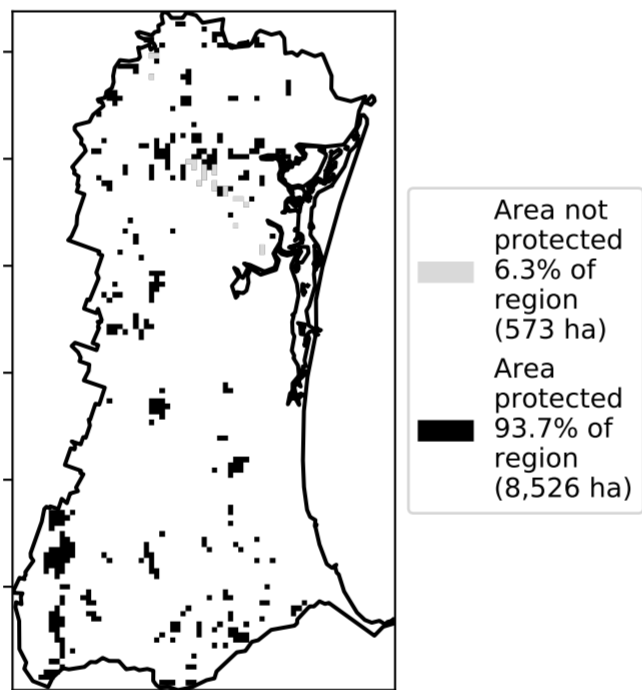 Area not
protected
6.3% of
region
(573 ha)
Area
protected
93.7% of
region
(8,526 ha)